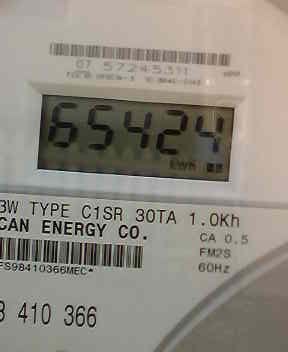 07 57245311
65424
KWH
3W TYPE C1SR 30TA 1.0Kh
CAN ENERGY CO.
CA 0.5
FM2S
FS98410366MEC*
60Hz
8 410 366